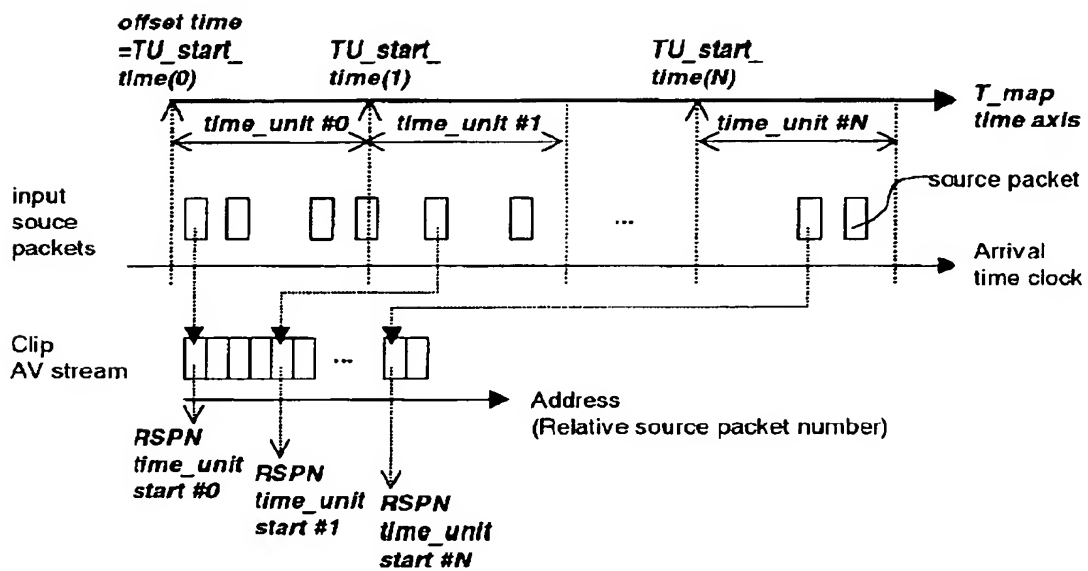 offset time
=TU_start_
time(0)
TU_start_
time(1)
TU_start_
time(N)
T_map
time axis
time_unit #0
time_unit #1
time_unit #N
input
souce
packets
...
source packet
Arrival
time clock
Clip
AV stream
...
Address
(Relative source packet number)
RSPN
time_unit
start #0
RSPN
time_unit
start #1
RSPN
time_unit
start #N